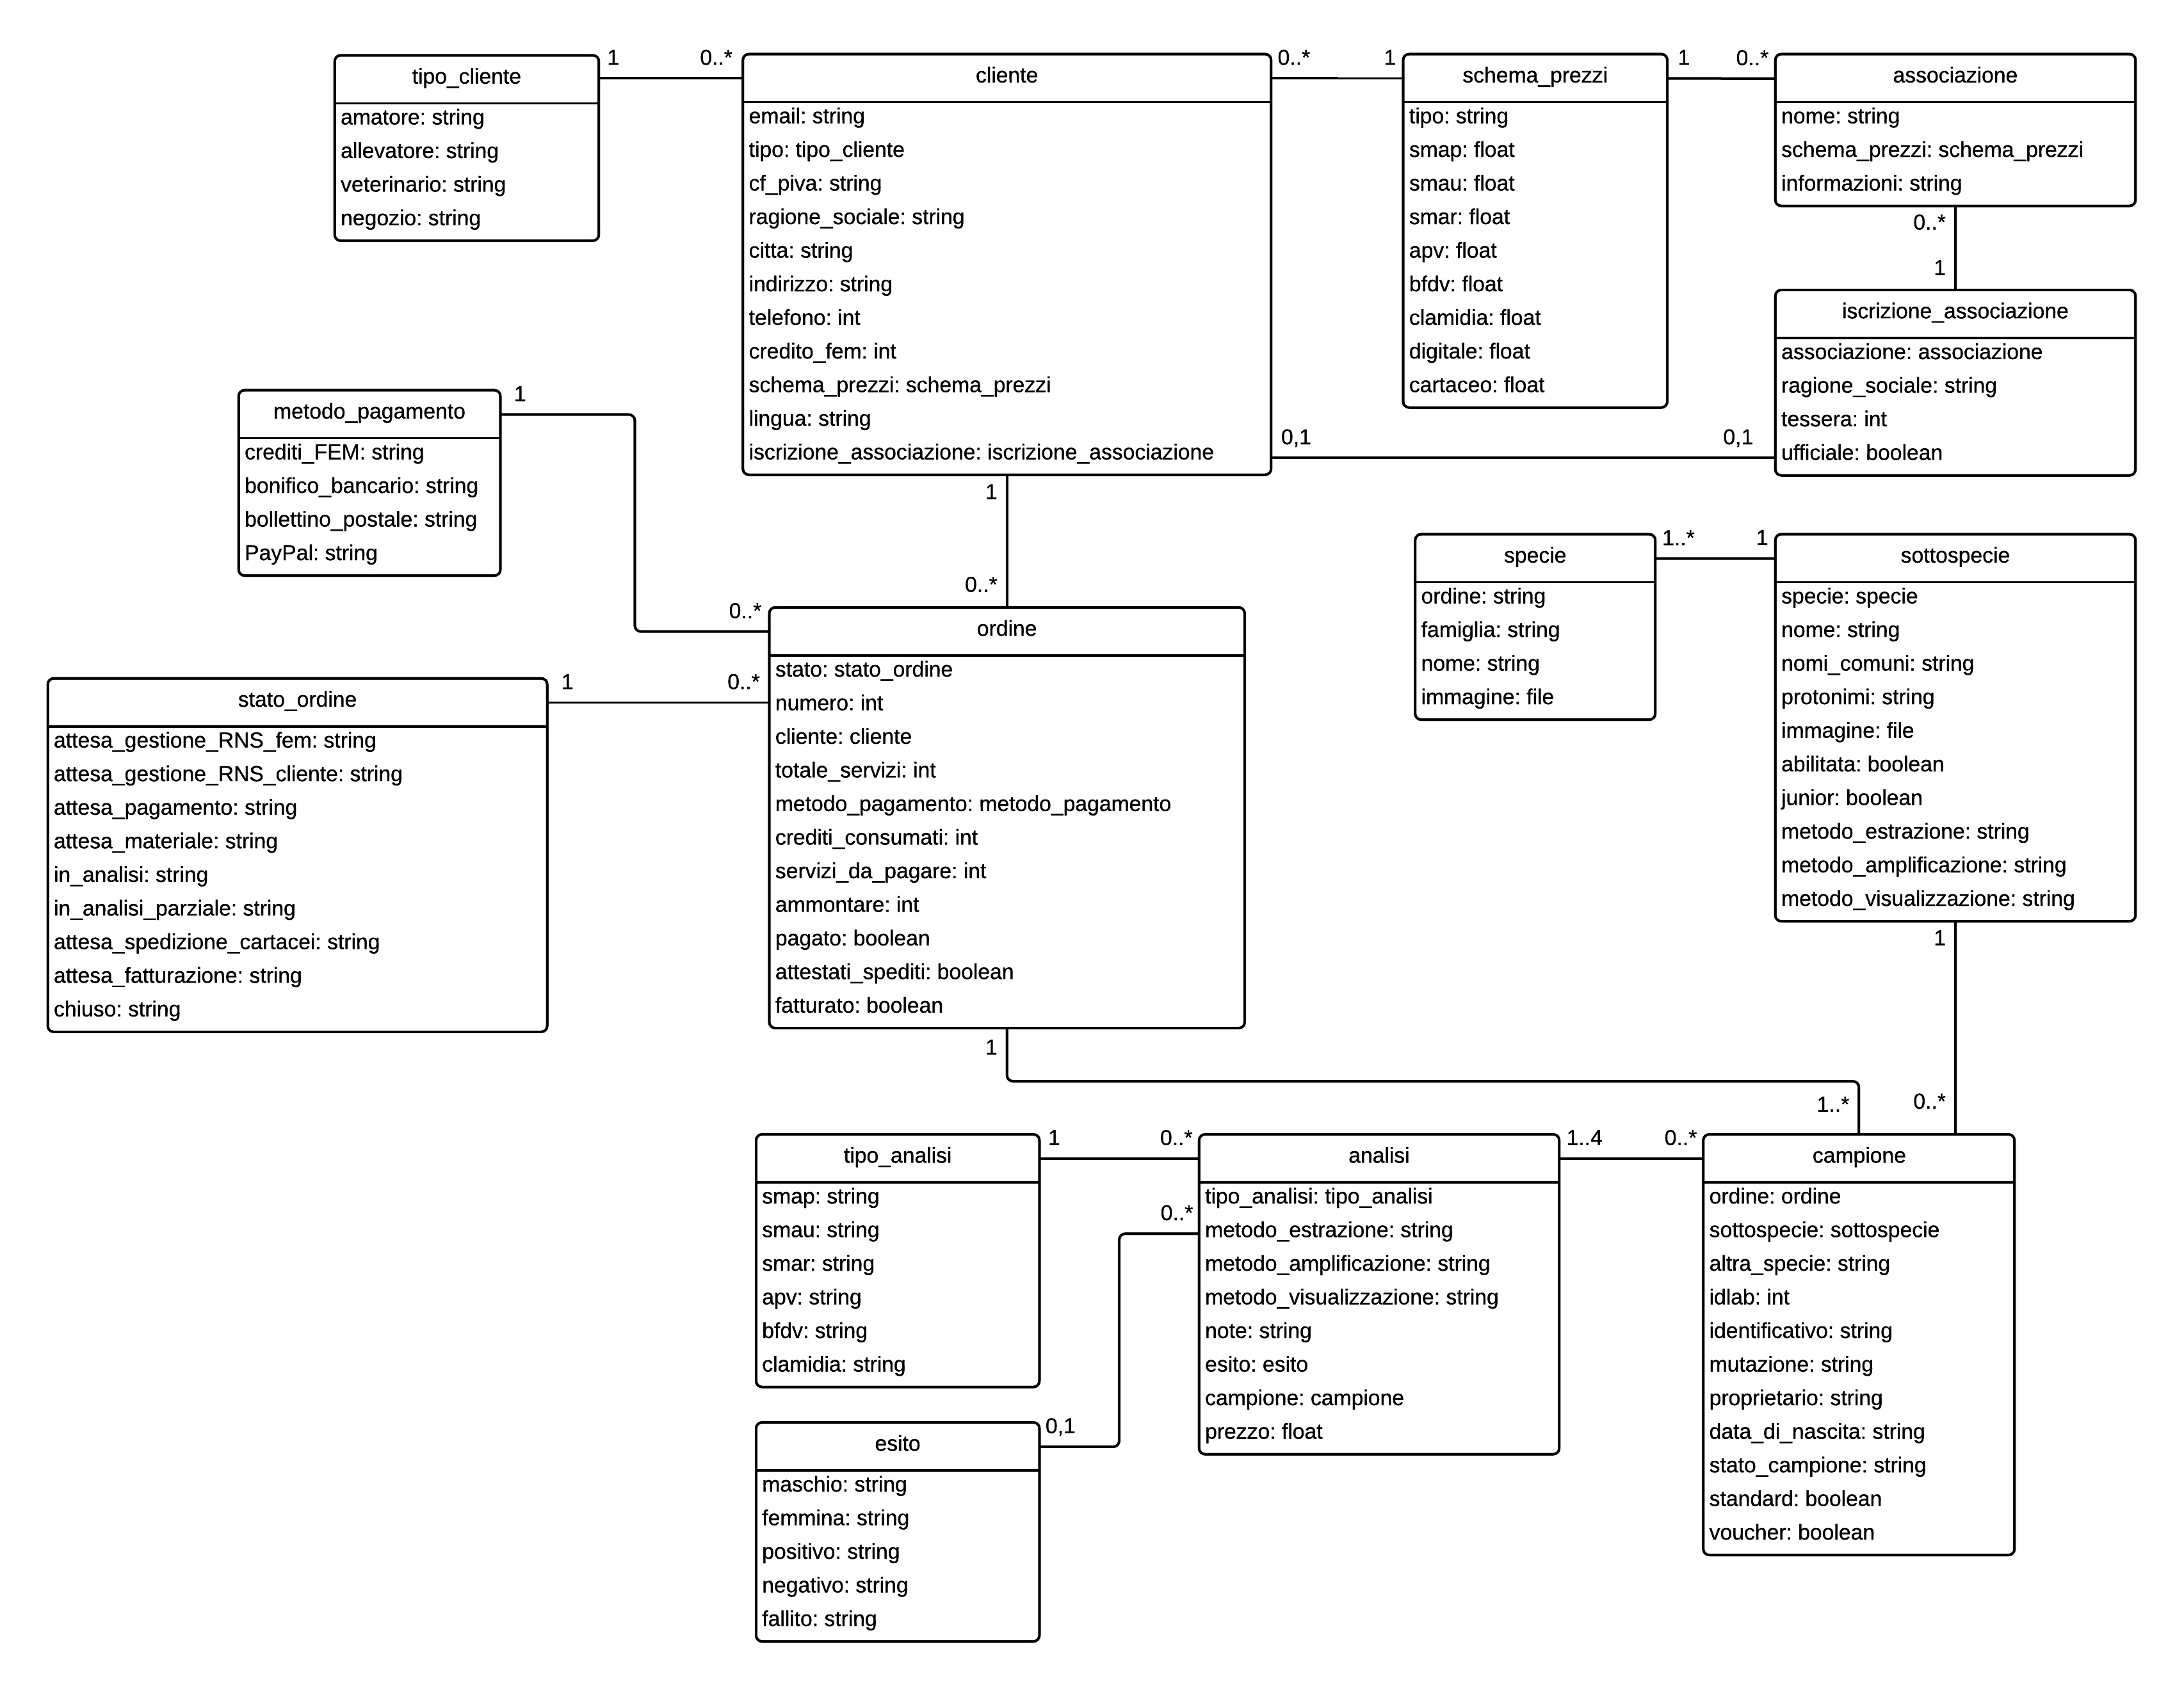 tipo_cliente
amatore: string
allevatore: string
veterinario: string
negozio: string
1
0..*
cliente
email: string
tipo: tipo_cliente
cf_piva: string
ragione_sociale: string
citta: string
indirizzo: string
telefono: int
credito_fem: int
schema_prezzi: schema_prezzi
lingua: string
iscrizione_associazione: iscrizione_associazione
0..*
1
schema_prezzi
tipo: string
smap: float
smau: float
smar: float
apv: float
bfdv: float
clamidia: float
digitale: float
cartaceo: float
1
0..*
associazione
nome: string
schema_prezzi: schema_prezzi
informazioni: string
0..*
1
iscrizione_associazione
associazione: associazione
ragione_sociale: string
tessera: int
ufficiale: boolean
0,1
0,1
metodo_pagamento
crediti_FEM: string
bonifico_bancario: string
bollettino_postale: string
PayPal: string
1
0..*
1
0..*
stato_ordine
attesa_gestione_RNS_fem: string
attesa_gestione_RNS_cliente: string
attesa_pagamento: string
attesa_materiale: string
in_analisi: string
in_analisi_parziale: string
attesa_spedizione_cartacei: string
attesa_fatturazione: string
chiuso: string
1
0..*
ordine
stato: stato_ordine
numero: int
cliente: cliente
totale_servizi: int
metodo_pagamento: metodo_pagamento
crediti_consumati: int
servizi_da_pagare: int
ammontare: int
pagato: boolean
attestati_spediti: boolean
fatturato: boolean
specie
ordine: string
famiglia: string
nome: string
immagine: file
1..*
1
sottospecie
specie: specie
nome: string
nomi_comuni: string
protonimi: string
immagine: file
abilitata: boolean
junior: boolean
metodo_estrazione: string
metodo_amplificazione: string
metodo_visualizzazione: string
1
0..*
1
1..*
tipo_analisi
smap: string
smau: string
smar: string
apv: string
bfdv: string
clamidia: string
1
0..*
analisi
tipo_analisi: tipo_analisi
metodo_estrazione: string
metodo_amplificazione: string
metodo_visualizzazione: string
note: string
esito: esito
campione: campione
prezzo: float
1..4
0..*
campione
ordine: ordine
sottospecie: sottospecie
altra_specie: string
idlab: int
identificativo: string
mutazione: string
proprietario: string
data_di_nascita: string
stato_campione: string
standard: boolean
voucher: boolean
0..*
0,1
esito
maschio: string
femmina: string
positivo: string
negativo: string
fallito: string